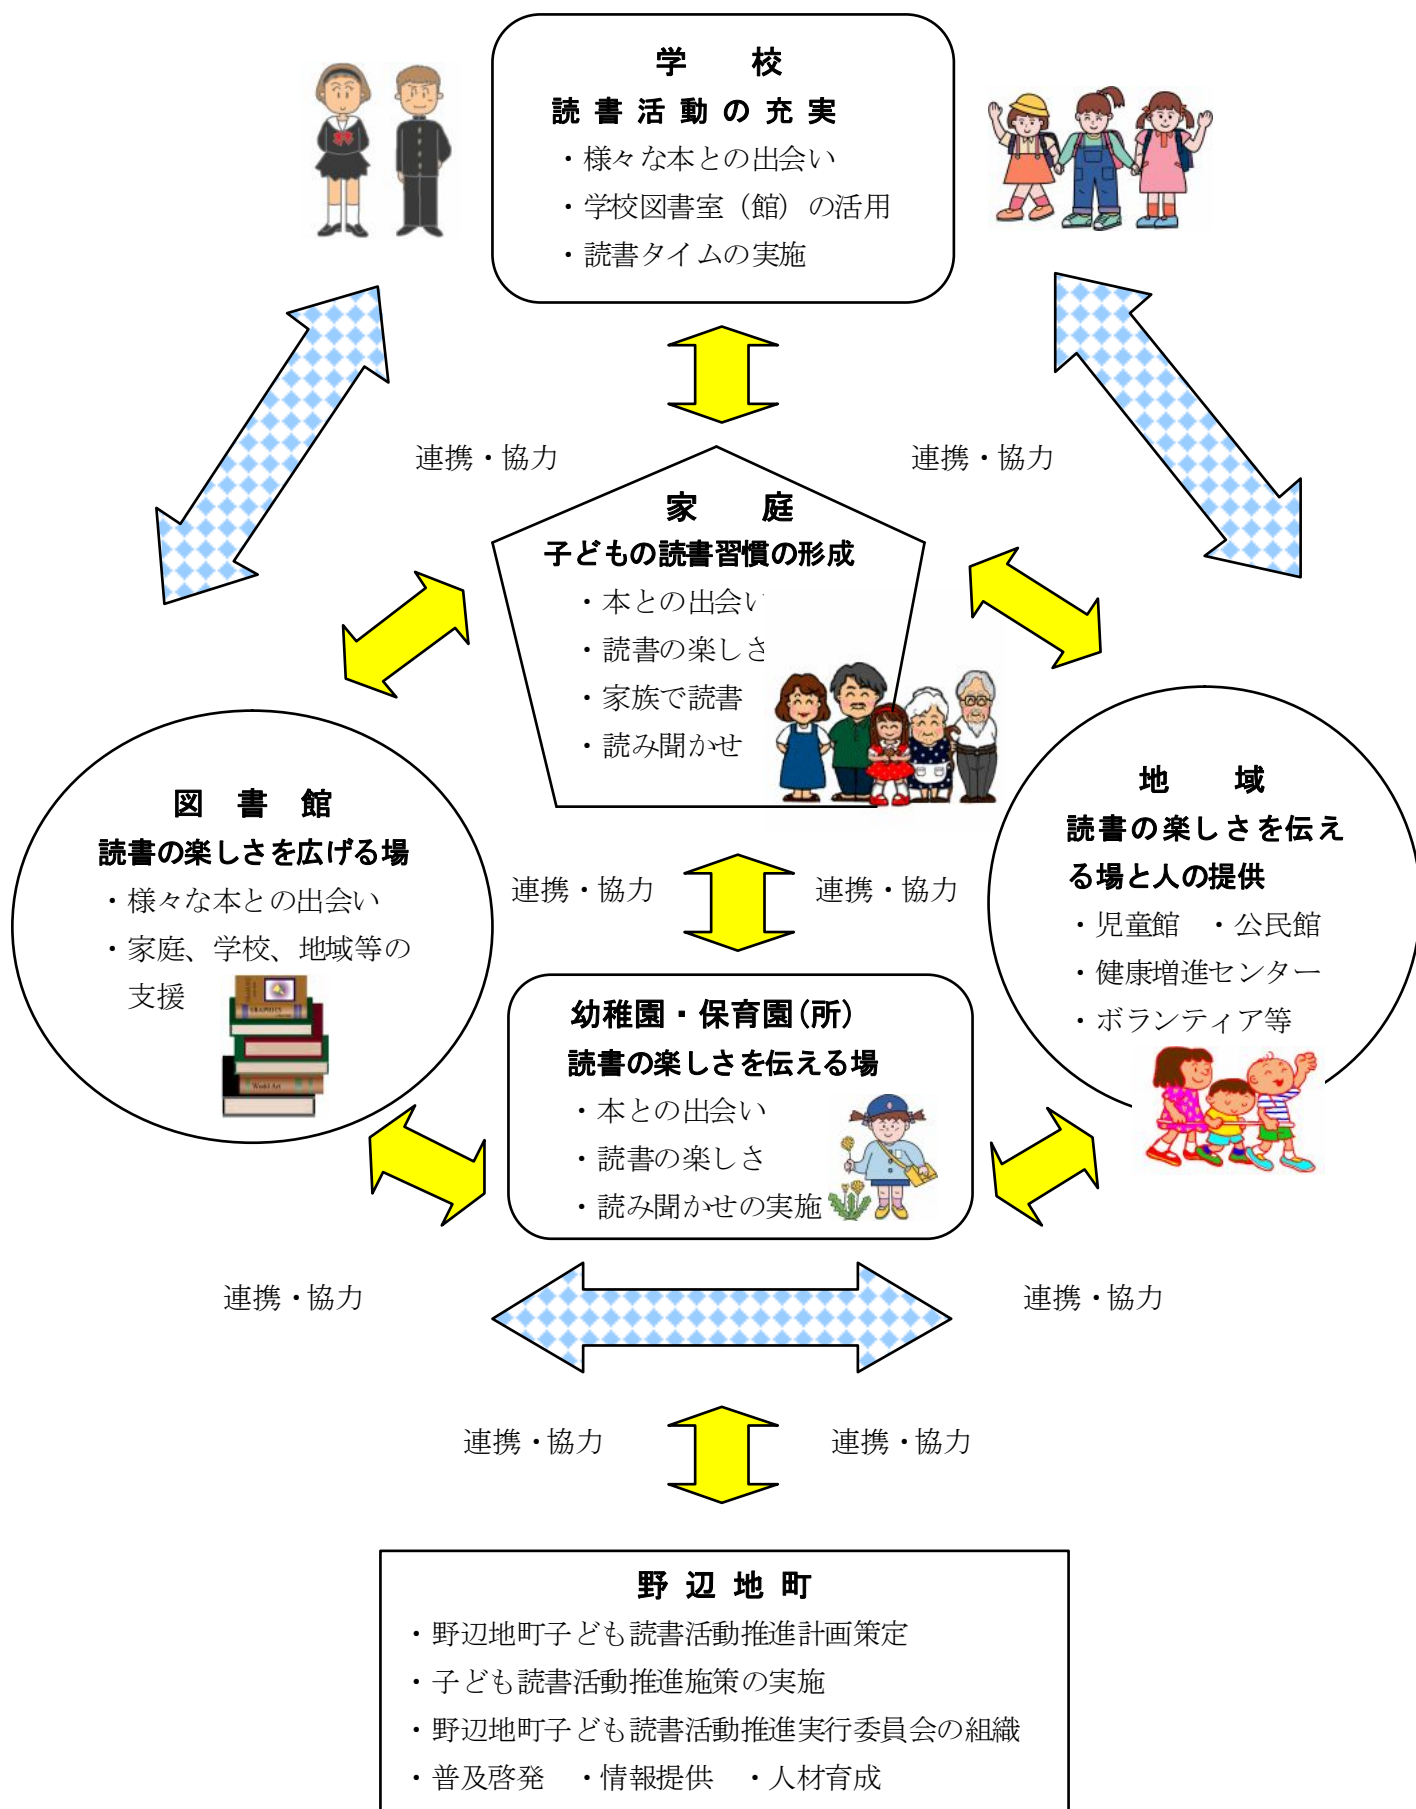 学　校
読書活動の充実
・様々な本との出会い
・学校図書室（館）の活用
・読書タイムの実施
連携・協力
連携・協力
家　庭
子どもの読書習慣の形成
・本との出会い
・読書の楽しさ
・家族で読書
・読み聞かせ
図　書　館
読書の楽しさを広げる場
・様々な本との出会い
・家庭、学校、地域等の
支援
地　域
読書の楽しさを伝え
る場と人の提供
・児童館　・公民館
・健康増進センター
・ボランティア等
連携・協力
連携・協力
幼稚園・保育園(所)
読書の楽しさを伝える場
・本との出会い
・読書の楽しさ
・読み聞かせの実施
連携・協力
連携・協力
連携・協力
連携・協力
野辺地町
・野辺地町子ども読書活動推進計画策定
・子ども読書活動推進施策の実施
・野辺地町子ども読書活動推進実行委員会の組織
・普及啓発　・情報提供　・人材育成
World Art